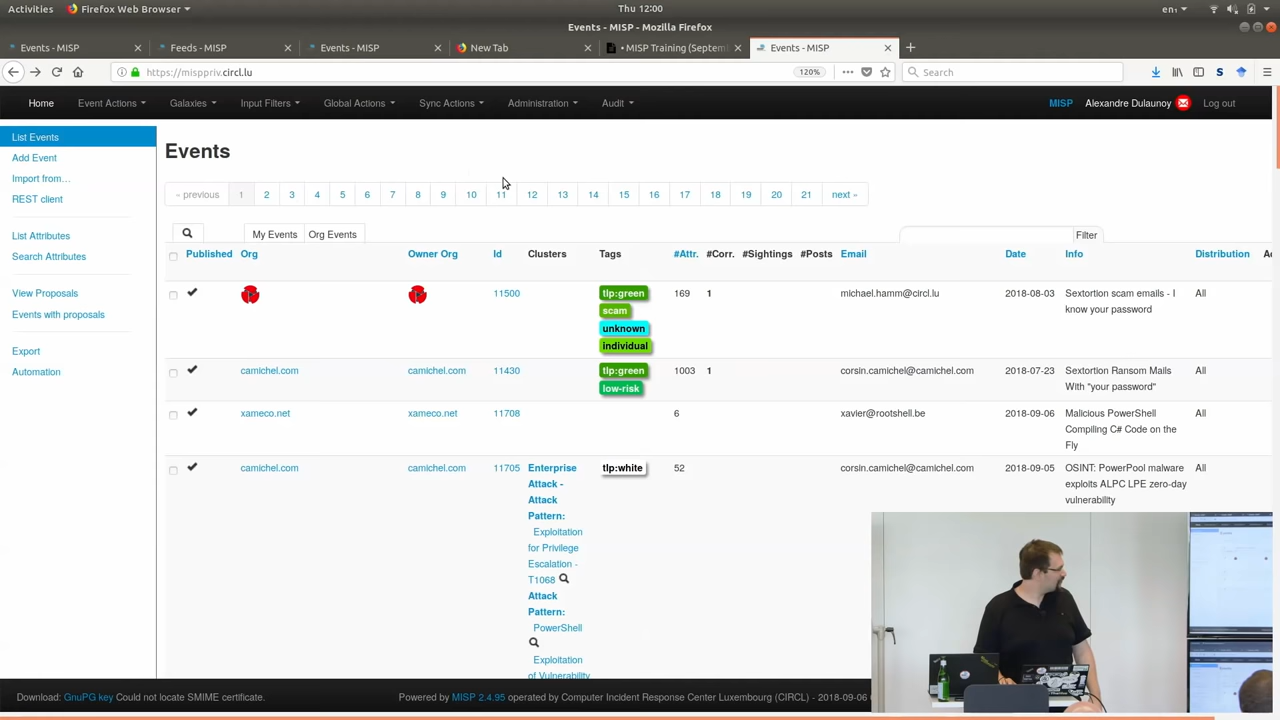 Activities
Firefox Web Browser
Thu 12:00
en₁
Events - MISP - Mozilla Firefox
Events - MISP
Feeds - MISP
Events - MISP
New Tab
• MISP Training (Septem
Events - MISP
https://misppriv.circl.lu
120%
Search
Home
Event Actions
Galaxies
Input Filters
Global Actions
Sync Actions
Administration
Audit
MISP
Alexandre Dulaunoy
Log out
List Events
Add Event
Import from…
REST client
List Attributes
Search Attributes
View Proposals
Events with proposals
Export
Automation
Events
« previous 1 2 3 4 5 6 7 8 9 10 11 12 13 14 15 16 17 18 19 20 21 next »
My Events
Org Events
Filter
Published Org Owner Org Id Clusters Tags #Attr. #Corr. #Sightings #Posts Email Date Info Distribution Ac
11500 tlp:green 169 1 michael.hamm@circl.lu 2018-08-03 Sextortion scam emails - I All
scam know your password
unknown
individual
camichel.com camichel.com 11430 tlp:green 1003 1 corsin.camichel@camichel.com 2018-07-23 Sextortion Ransom Mails All
low-risk With "your password"
xameco.net xameco.net 11708 6 xavier@rootshell.be 2018-09-06 Malicious PowerShell All
Compiling C# Code on the
Fly
camichel.com camichel.com 11705 Enterprise tlp:white 52 corsin.camichel@camichel.com 2018-09-05 OSINT: PowerPool malware All
Attack - exploits ALPC LPE zero-day
Attack vulnerability
Pattern:
Exploitation
for Privilege
Escalation -
T1068
Attack
Pattern:
PowerShell
Exploitation
of Vulnerability
Download: GnuPG key Could not locate SMIME certificate.
Powered by MISP 2.4.95 operated by Computer Incident Response Center Luxembourg (CIRCL) - 2018-09-06